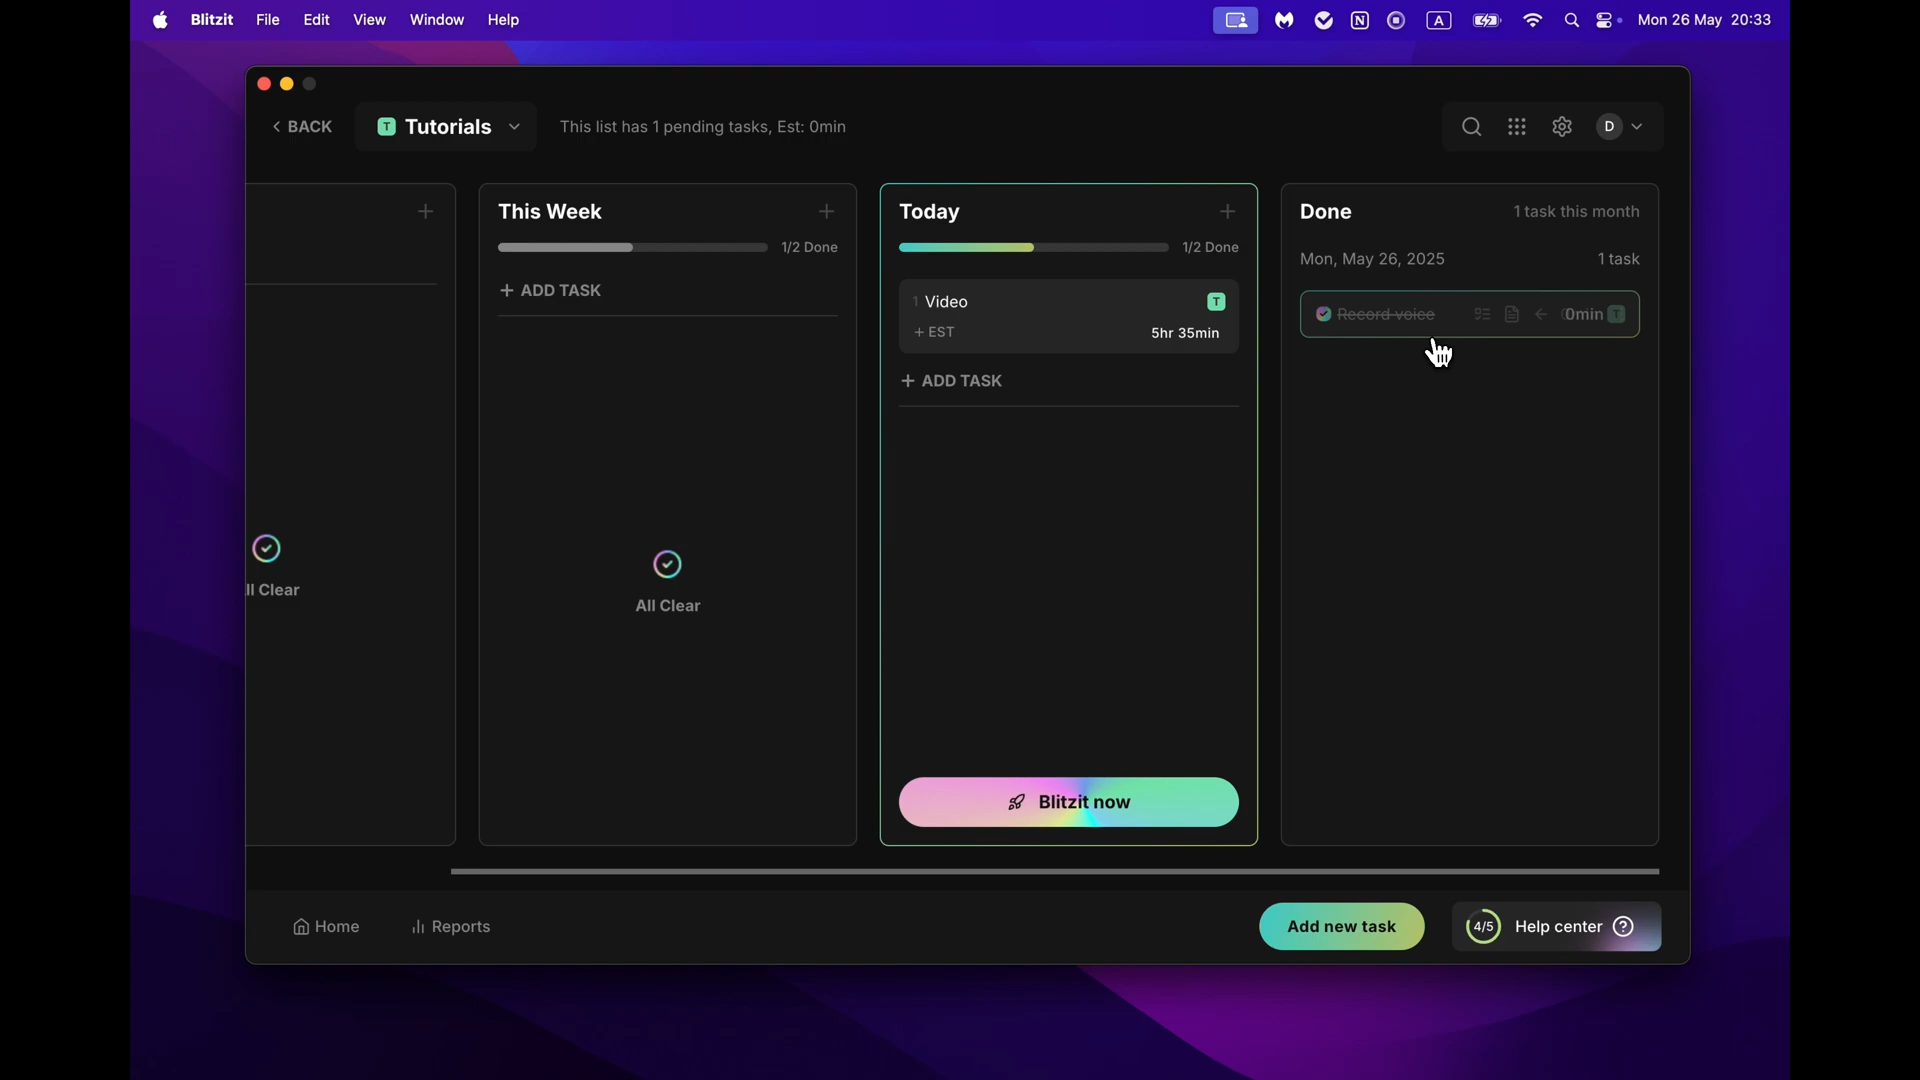 Blitzit File Edit View Window Help
N A Mon 26 May 20:33
BACK T Tutorials This list has 1 pending tasks, Est: 0min D
This Week
1/2 Done
ADD TASK
All Clear
Today
1/2 Done
1 Video T
+ EST 5hr 35min
ADD TASK
Blitzit now
Done 1 task this month
Mon, May 26, 2025 1 task
Record voice 0min T
ll Clear
Home Reports Add new task 4/5 Help center ?